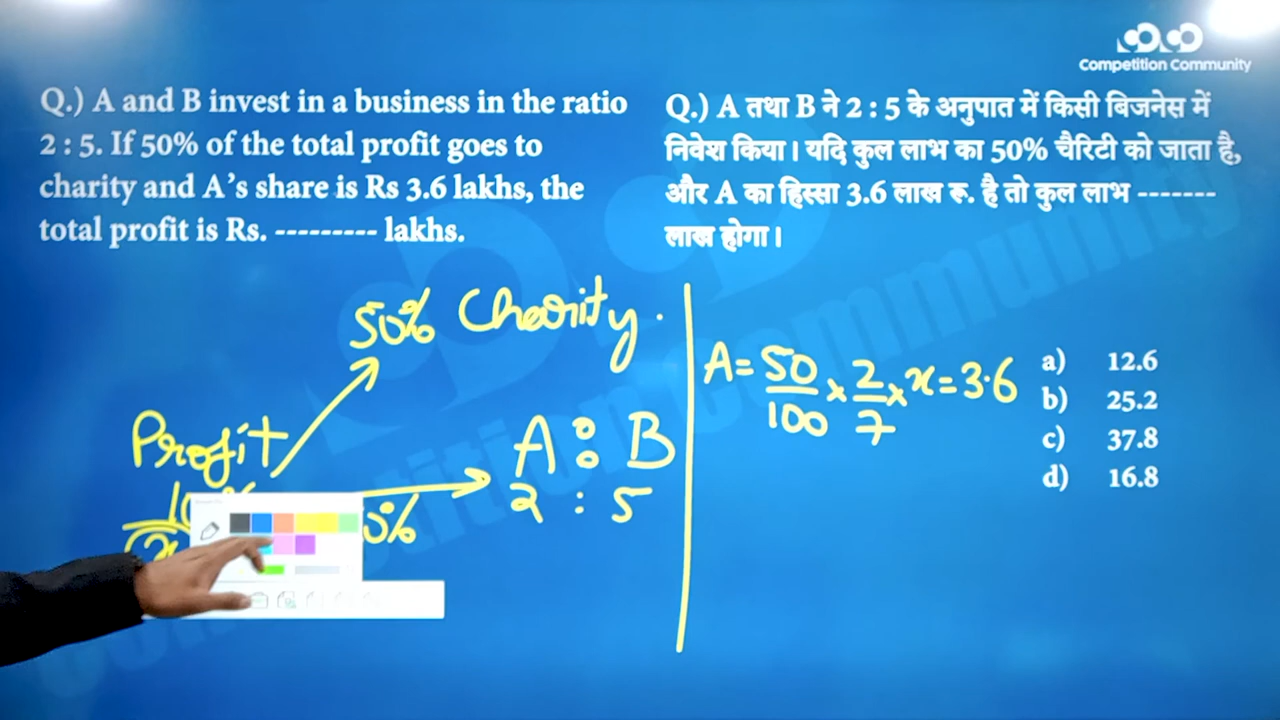 Competition Community
Q.) A and B invest in a business in the ratio
2 : 5. If 50% of the total profit goes to
charity and A’s share is Rs 3.6 lakhs, the
total profit is Rs. --------- lakhs.
Q.) A तथा B ने 2 : 5 के अनुपात में किसी बिजनेस में
निवेश किया। यदि कुल लाभ का 50% चैरिटी को जाता है,
और A का हिस्सा 3.6 लाख रू. है तो कुल लाभ -------
लाख होगा।
50% Charity.
Profit
A : B
2 : 5
A = 50/100 × 2/7 × x = 3.6
a) 12.6
b) 25.2
c) 37.8
d) 16.8